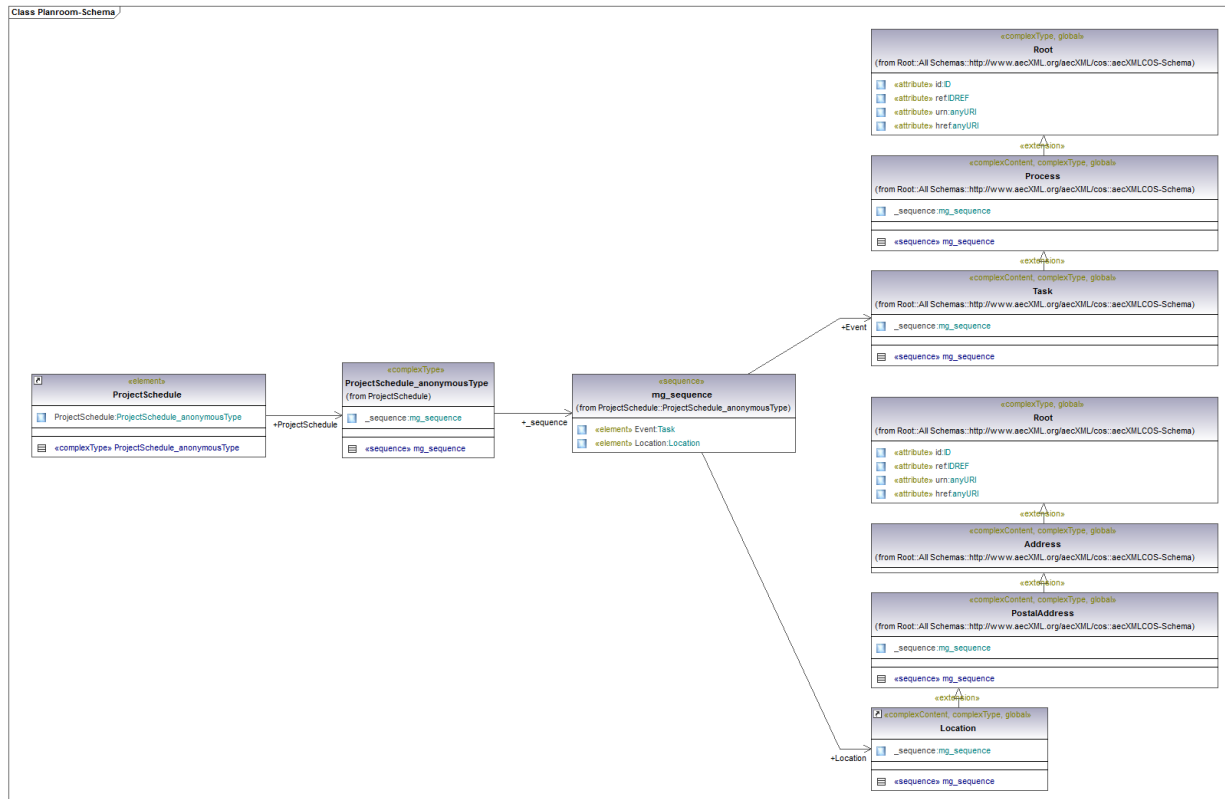 Class Planroom-Schema
«complexType, global»
Root
(from Root::All Schemas::http://www.aecXML.org/aecXML/cos::aecXMLCOS-Schema)
«attribute» id:ID
«attribute» ref:IDREF
«attribute» urn:anyURI
«attribute» href:anyURI
«extension»
«complexContent, complexType, global»
Process
(from Root::All Schemas::http://www.aecXML.org/aecXML/cos::aecXMLCOS-Schema)
_sequence:mg_sequence
«sequence» mg_sequence
«extension»
«complexContent, complexType, global»
Task
(from Root::All Schemas::http://www.aecXML.org/aecXML/cos::aecXMLCOS-Schema)
_sequence:mg_sequence
«sequence» mg_sequence
+Event
«element»
ProjectSchedule
ProjectSchedule:ProjectSchedule_anonymousType
«complexType» ProjectSchedule_anonymousType
+ProjectSchedule
«complexType»
ProjectSchedule_anonymousType
(from ProjectSchedule)
_sequence:mg_sequence
«sequence» mg_sequence
+_sequence
«sequence»
mg_sequence
(from ProjectSchedule::ProjectSchedule_anonymousType)
«element» Event:Task
«element» Location:Location
«complexType, global»
Root
(from Root::All Schemas::http://www.aecXML.org/aecXML/cos::aecXMLCOS-Schema)
«attribute» id:ID
«attribute» ref:IDREF
«attribute» urn:anyURI
«attribute» href:anyURI
«extension»
«complexContent, complexType, global»
Address
(from Root::All Schemas::http://www.aecXML.org/aecXML/cos::aecXMLCOS-Schema)
«extension»
«complexContent, complexType, global»
PostalAddress
(from Root::All Schemas::http://www.aecXML.org/aecXML/cos::aecXMLCOS-Schema)
_sequence:mg_sequence
«sequence» mg_sequence
«extension»
«complexContent, complexType, global»
Location
_sequence:mg_sequence
«sequence» mg_sequence
+Location